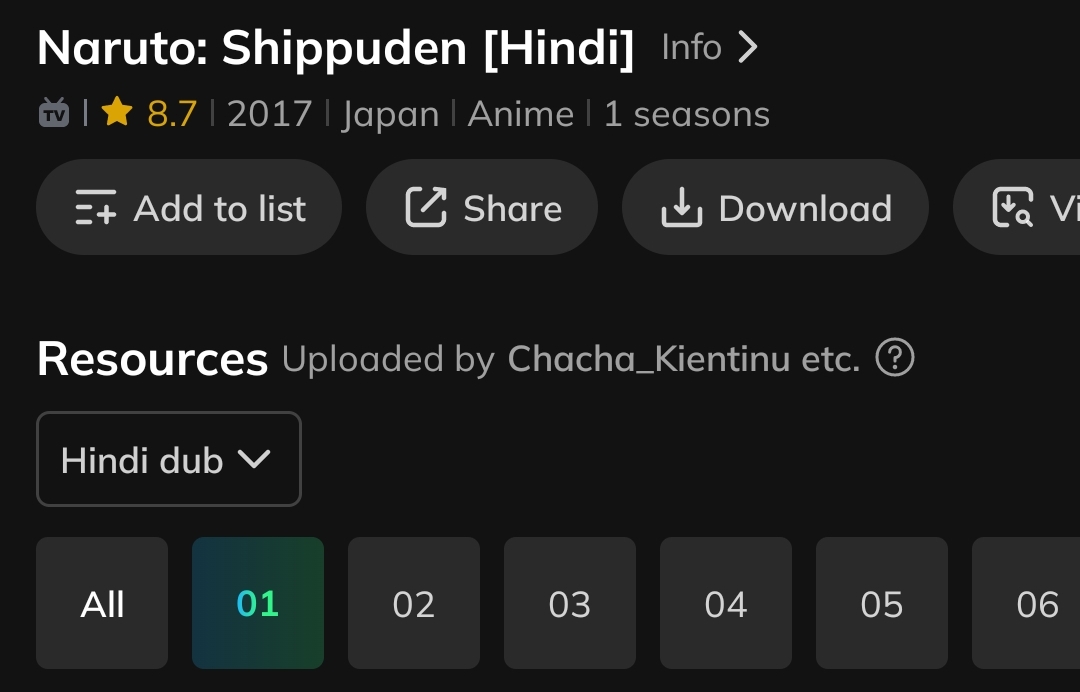 Naruto: Shippuden [Hindi] Info
TV | 8.7 | 2017 | Japan | Anime | 1 seasons
Add to list Share Download
Resources Uploaded by Chacha_Kientinu etc. ?
Hindi dub
All 01 02 03 04 05 06